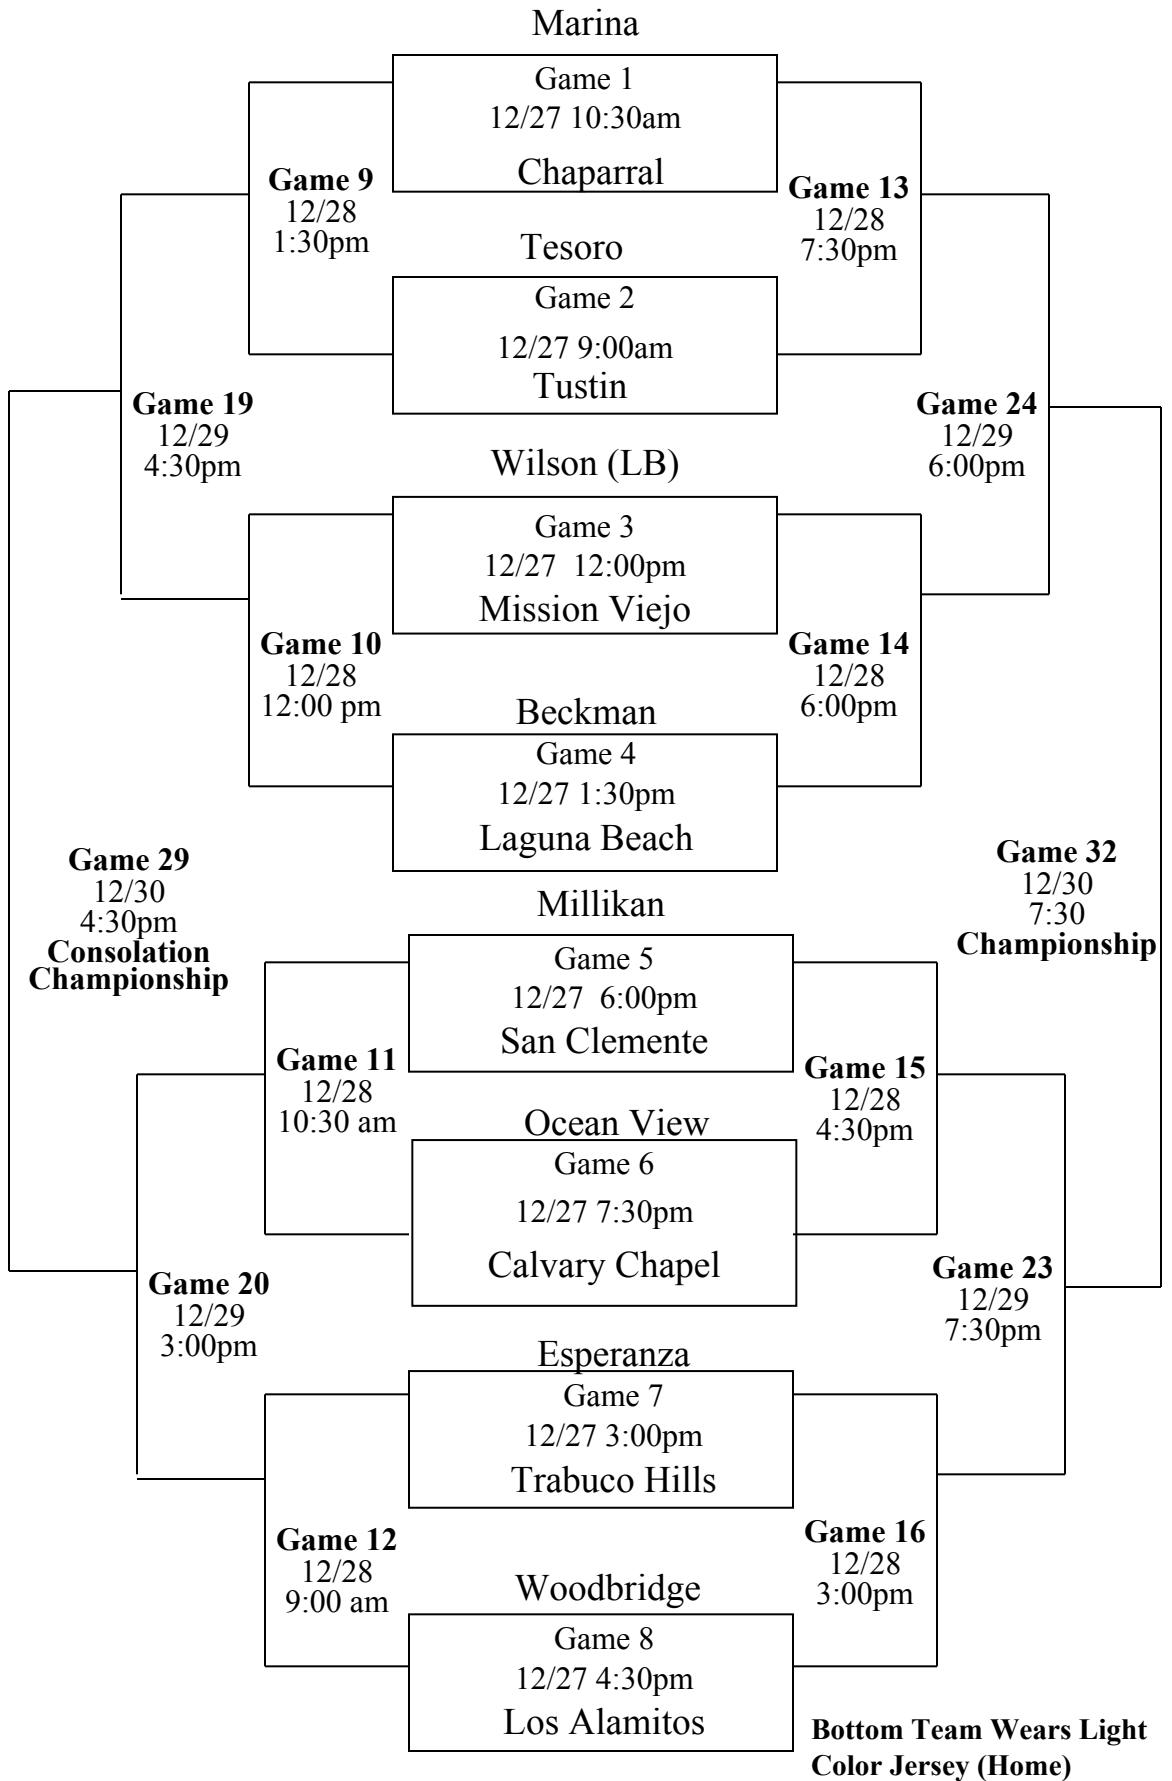 Marina
Game 1
12/27 10:30am
Chaparral
Game 9
12/28
1:30pm
Game 13
12/28
7:30pm
Tesoro
Game 2
12/27 9:00am
Tustin
Game 19
12/29
4:30pm
Game 24
12/29
6:00pm
Wilson (LB)
Game 3
12/27  12:00pm
Mission Viejo
Game 10
12/28
12:00 pm
Game 14
12/28
6:00pm
Beckman
Game 4
12/27 1:30pm
Laguna Beach
Game 29
12/30
4:30pm
Consolation
Championship
Game 32
12/30
7:30
Championship
Millikan
Game 5
12/27  6:00pm
San Clemente
Game 11
12/28
10:30 am
Game 15
12/28
4:30pm
Ocean View
Game 6
12/27 7:30pm
Calvary Chapel
Game 20
12/29
3:00pm
Game 23
12/29
7:30pm
Esperanza
Game 7
12/27 3:00pm
Trabuco Hills
Game 12
12/28
9:00 am
Game 16
12/28
3:00pm
Woodbridge
Game 8
12/27 4:30pm
Los Alamitos
Bottom Team Wears Light
Color Jersey (Home)